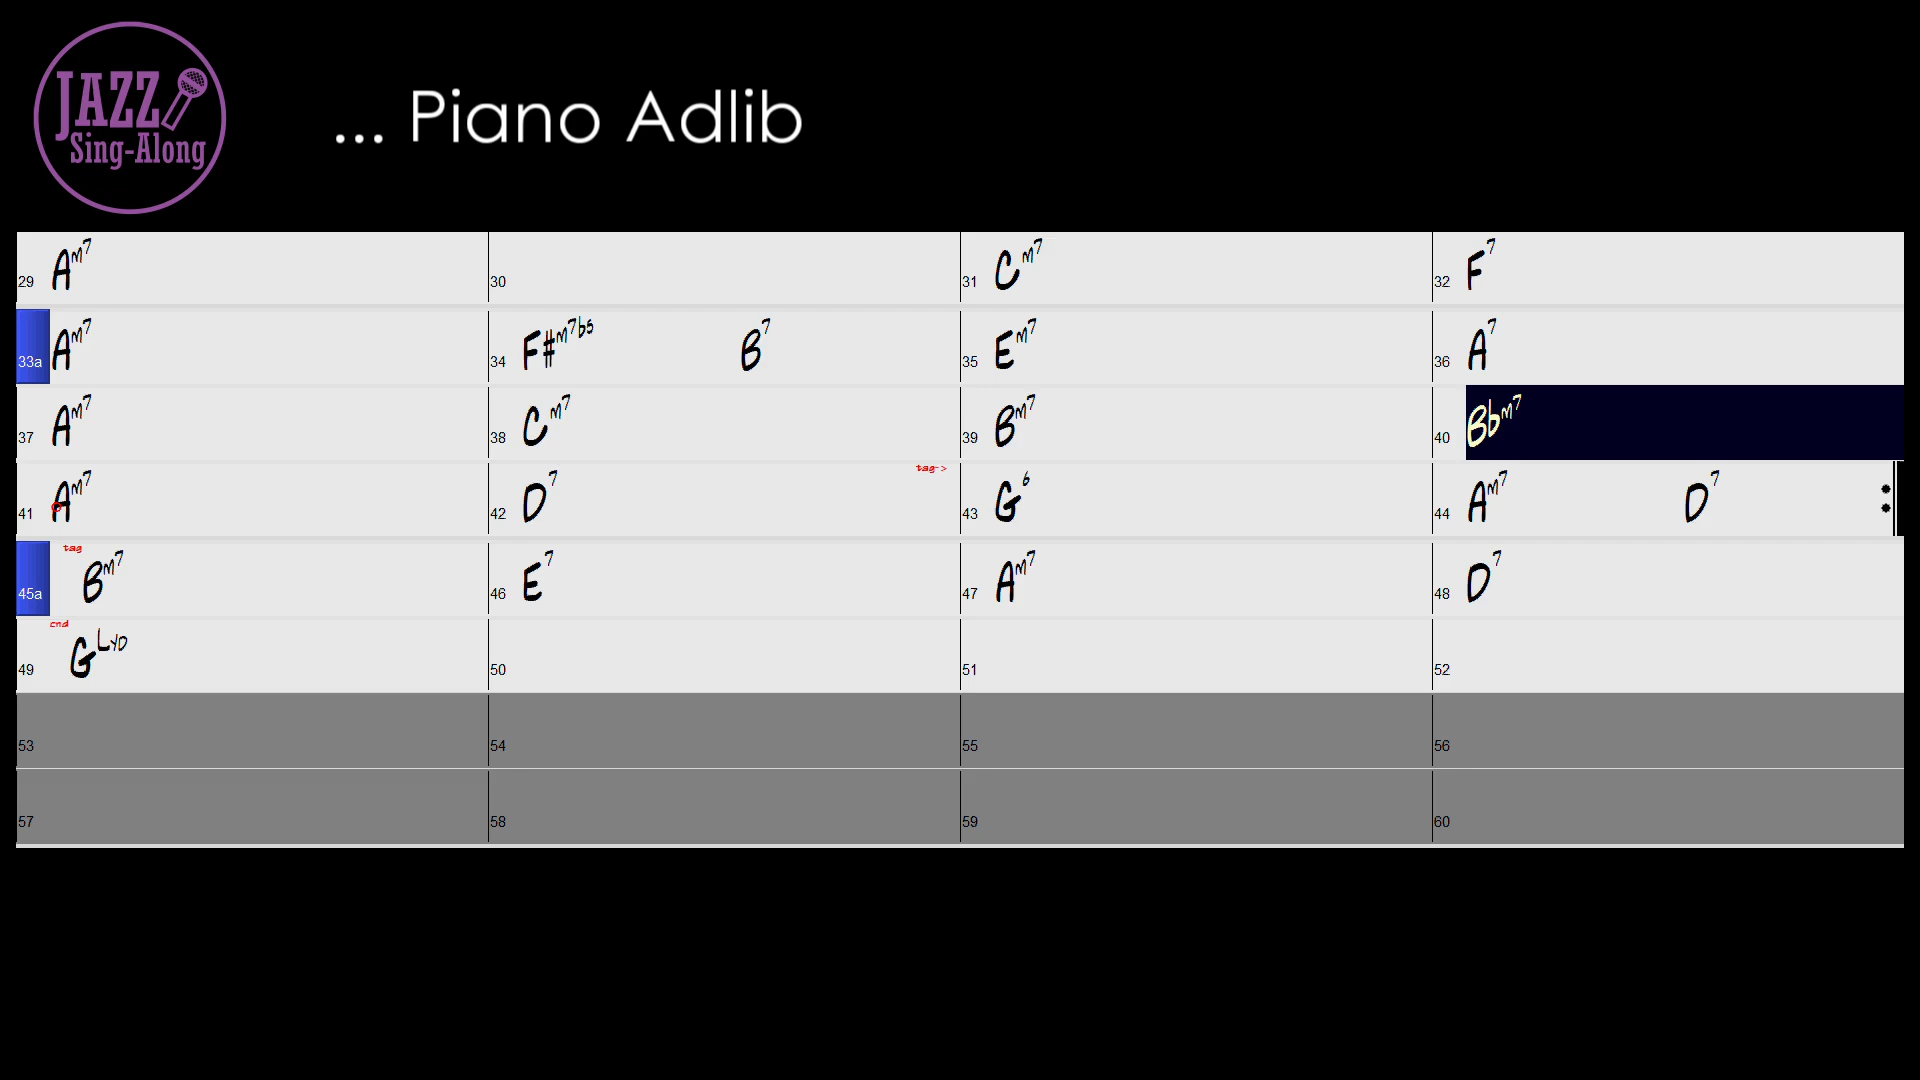 JAZZ
Sing-Along
... Piano Adlib
29 Am7 30 31 Cm7 32 F7
33a Am7 34 F#m7b5 B7 35 Em7 36 A7
37 Am7 38 Cm7 39 Bm7 40 Bbm7
tag->
41 Am7 42 D7 43 G6 44 Am7 D7
tag
45a Bm7 46 E7 47 Am7 48 D7
end
49 GLyd 50 51 52
53 54 55 56
57 58 59 60